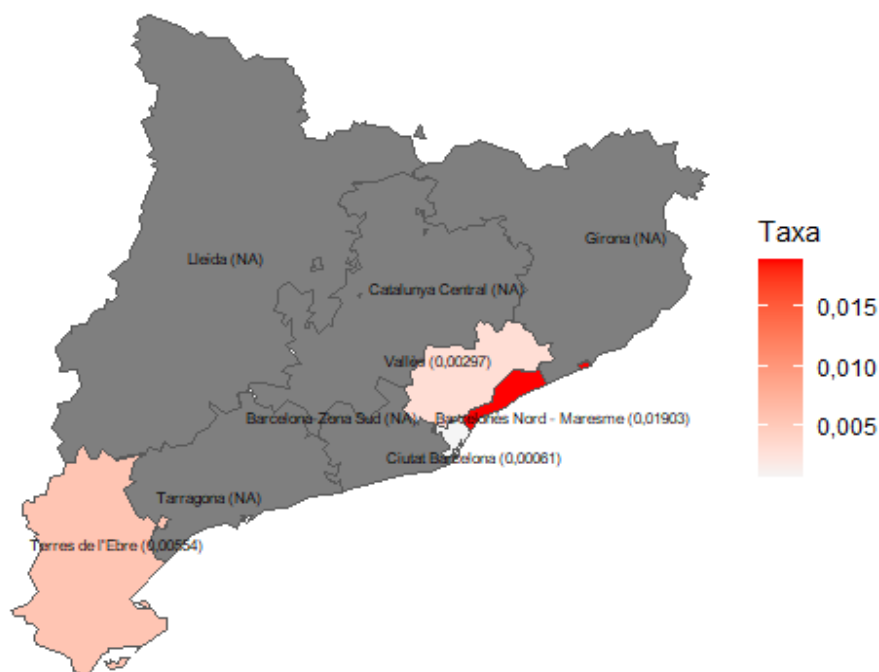 Taxa
0,015
0,010
0,005
Girona (NA)
Lleida (NA)
Catalunya Central (NA)
Vallès (0,00297)
Barcelona-Zona Sud (NA)
Barcelonès Nord - Maresme (0,01903)
Ciutat Barcelona (0,00061)
Tarragona (NA)
Terres de l'Ebre (0,00554)